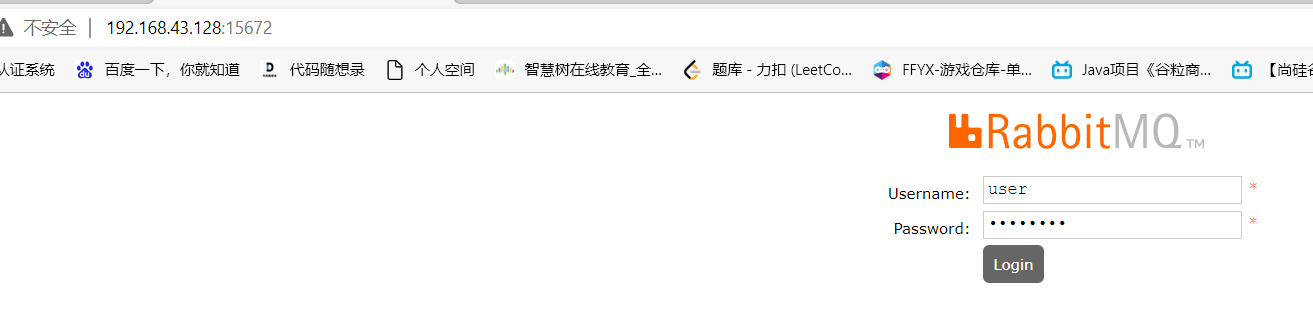 不安全 | 192.168.43.128:15672
认证系统 百度一下，你就知道 代码随想录 个人空间 智慧树在线教育_全... 题库 - 力扣 (LeetCo... FFYX-游戏仓库-单... Java项目《谷粒商... 【尚硅谷
RabbitMQ TM
Username: user *
Password: •••••••• *
Login